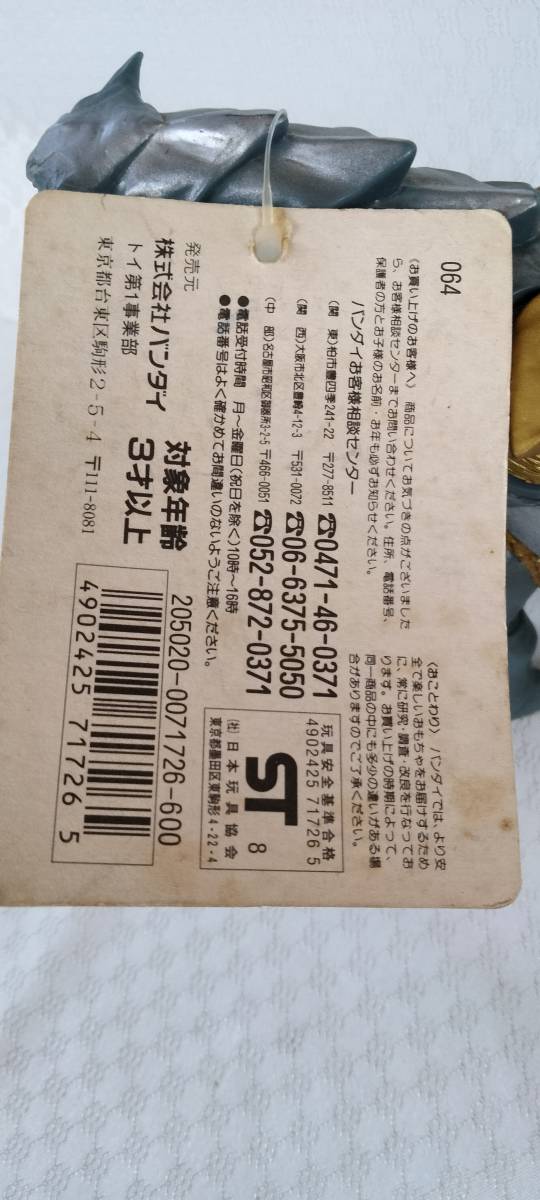 064
〈お買い上げのお客様へ〉 商品についてお気づきの点がございました
ら、お客様相談センターまでお問い合わせください。住所、電話番号、
保護者の方とお子様のお名前・お年も必ずお知らせください。
バンダイお客様相談センター
(関 東)柏市豊四季241-22 〒277-8511 ☎0471-46-0371
(関 西)大阪市北区豊崎4-12-3 〒531-0072 ☎06-6375-5050
(中 部)名古屋市昭和区御器所3-2-5 〒466-0051 ☎052-872-0371
●電話受付時間 月〜金曜日(祝日を除く)10時〜16時
●電話番号はよく確かめてお間違いのないようご注意ください。
〈おことわり〉 バンダイでは、より安
全で楽しいおもちゃをお届けするため
に、常に研究・調査・改良を行なってお
ります。お買い上げの時期によって、
同一商品の中にも多少の違いがある場
合がありますのでご了承ください。
発売元
株式会社バンダイ
トイ第1事業部
東京都台東区駒形2-5-4 〒111-8081
対象年齢
3才以上
玩具安全基準合格
4902425 71726 5
ST
8
(社)日本玩具協会
東京都墨田区東駒形4-22-4
205020-0071726-600
4902425 71726 5